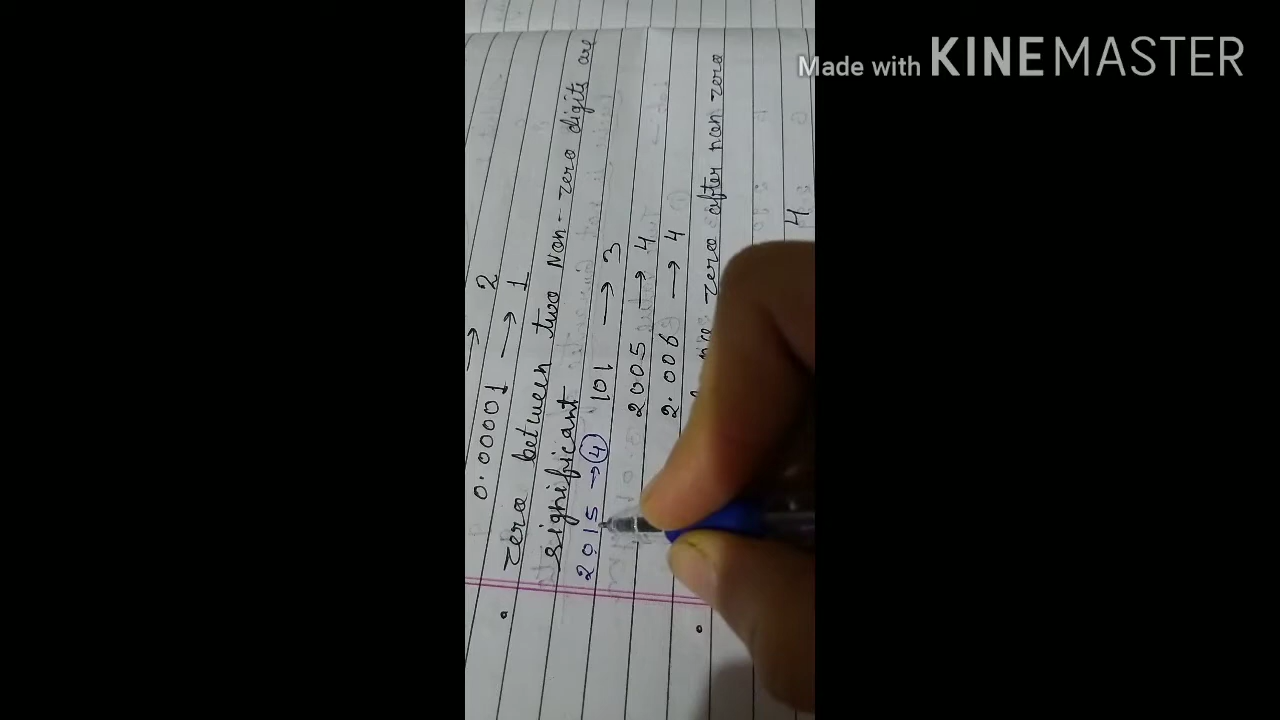 Made with KINEMASTER
→ 2
0.00001 → 1
• zero between two Non-zero digits are
significant
2015 → 4 101 → 3
2005 → 4
2.006 → 4
• zero after non zero
4